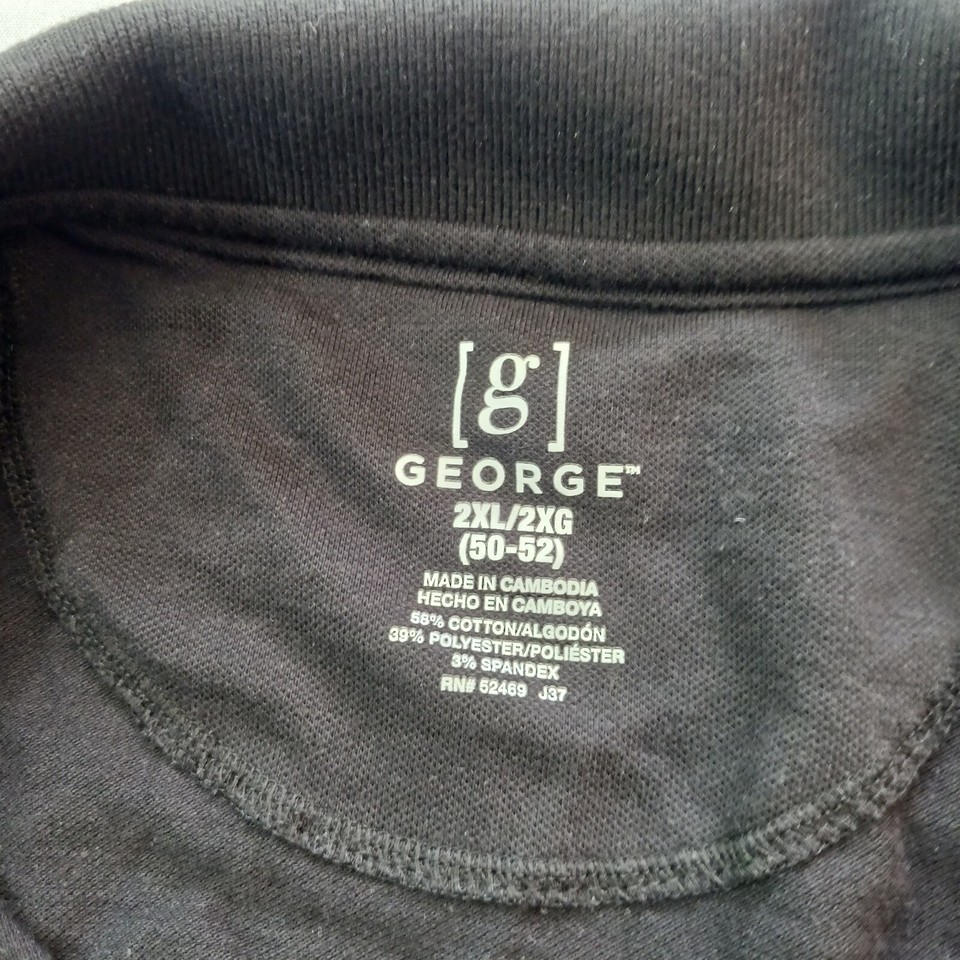 [g]
GEORGE™
2XL/2XG
(50-52)
MADE IN CAMBODIA
HECHO EN CAMBOYA
58% COTTON/ALGODÓN
39% POLYESTER/POLIÉSTER
3% SPANDEX
RN# 52469 J37